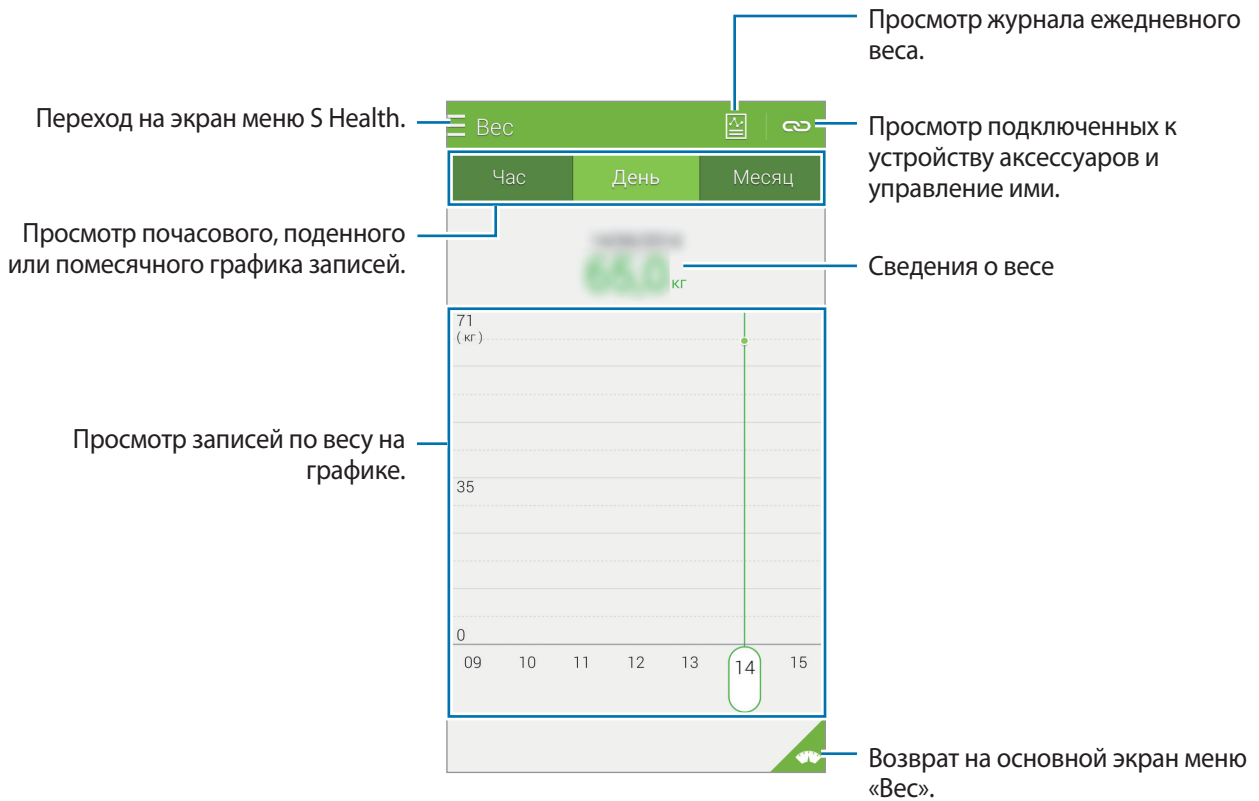 Просмотр журнала ежедневного
веса.
Переход на экран меню S Health.
Вес
Просмотр подключенных к
устройству аксессуаров и
управление ими.
Час День Месяц
Просмотр почасового, поденного
или помесячного графика записей.
65,0 кг
Сведения о весе
71
(кг)
Просмотр записей по весу на
графике.
35
0
09 10 11 12 13 14 15
Возврат на основной экран меню
«Вес».